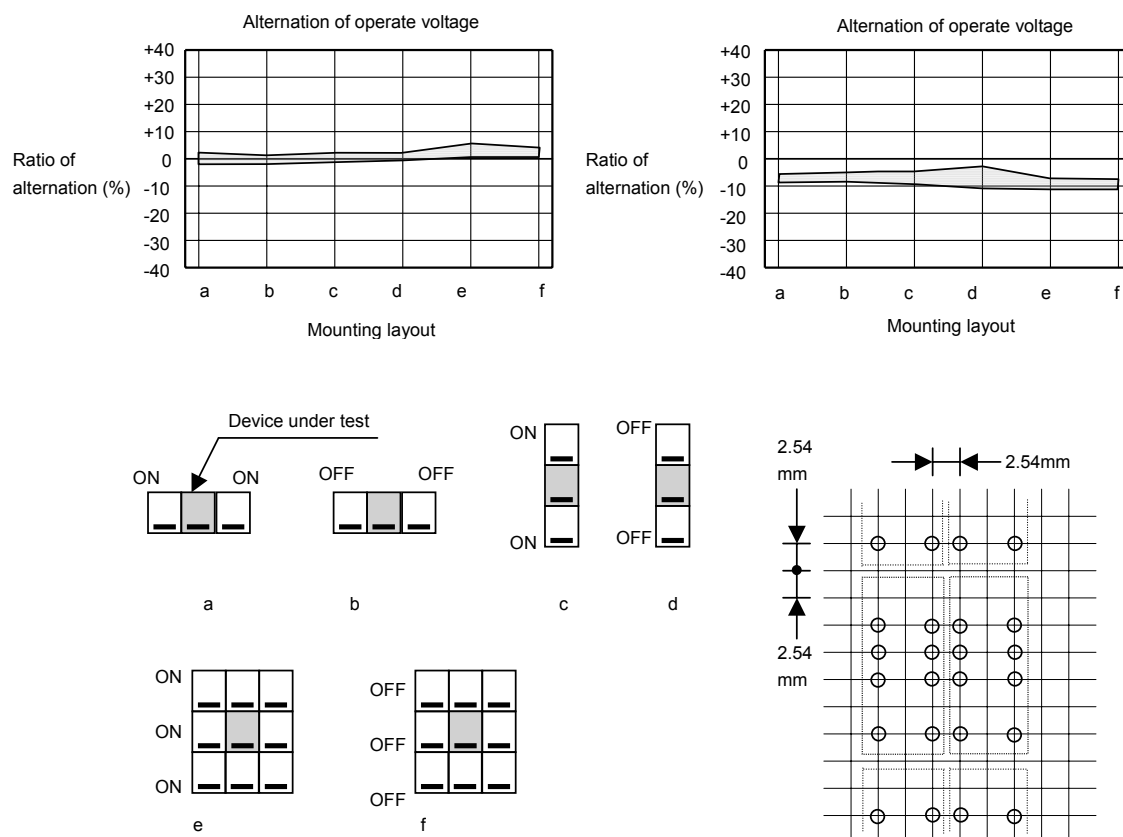 Alternation of operate voltage
+40
+30
+20
+10
0
-10
-20
-30
-40
Ratio of
alternation (%)
a b c d e f
Mounting layout
Alternation of operate voltage
+40
+30
+20
+10
0
-10
-20
-30
-40
Ratio of
alternation (%)
a b c d e f
Mounting layout
Device under test
ON ON
a
OFF OFF
b
ON
ON
c
OFF
OFF
d
ON
ON
ON
e
OFF
OFF
OFF
f
2.54
mm
2.54mm
2.54
mm